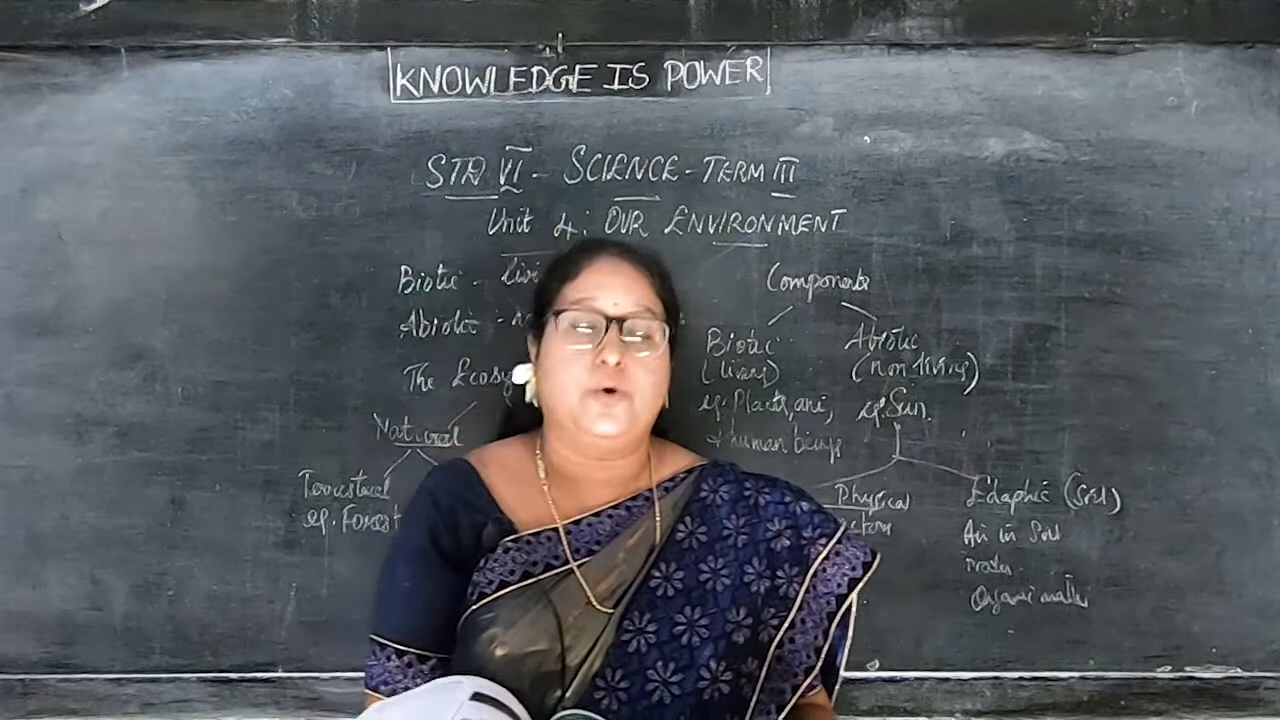 KNOWLEDGE IS POWER
STD VI - SCIENCE - TERM III
Unit 4: OUR ENVIRONMENT
Biotic - livi
Abiotic -
The Ecosy
Natural
Terrestrial
eg. Forest
Components
Biotic
(living)
eg. Plants, ani,
+ human beings
Abiotic
(non living)
eg. Sun.
Physical
ctors
Edaphic (Soil)
Air in Soil
Water
Organic matter